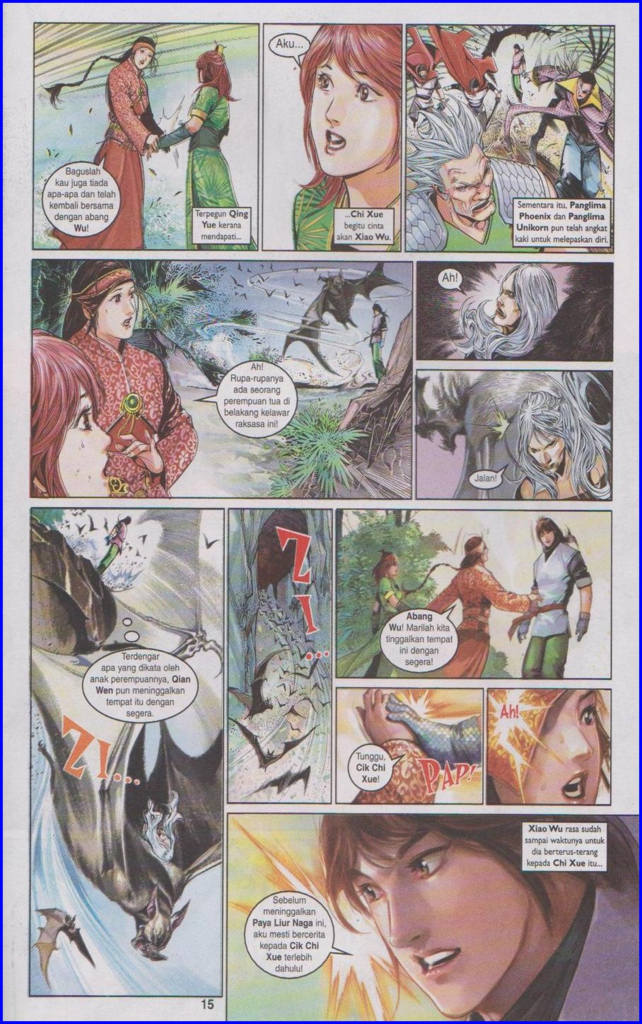 Baguslah
kau juga tiada
apa-apa dan telah
kembali bersama
dengan abang
Wu!
Terpegun Qing
Yue kerana
mendapati...
Aku...
...Chi Xue
begitu cinta
akan Xiao Wu.
Sementara itu, Panglima
Phoenix dan Panglima
Unikorn pun telah angkat
kaki untuk melepaskan diri.
Ah!
Rupa-rupanya
ada seorang
perempuan tua di
belakang kelawar
raksasa ini!
Ah!
Jalan!
Terdengar
apa yang dikata oleh
anak perempuannya, Qian
Wen pun meninggalkan
tempat itu dengan
segera.
ZI...
ZI...
Abang
Wu! Marilah kita
tinggalkan tempat
ini dengan
segera!
Tunggu,
Cik Chi
Xue!
PAP!
Ah!
Xiao Wu rasa sudah
sampai waktunya untuk
dia berterus-terang
kepada Chi Xue itu...
Sebelum
meninggalkan
Paya Liur Naga ini,
aku mesti bercerita
kepada Cik Chi
Xue terlebih
dahulu!
15